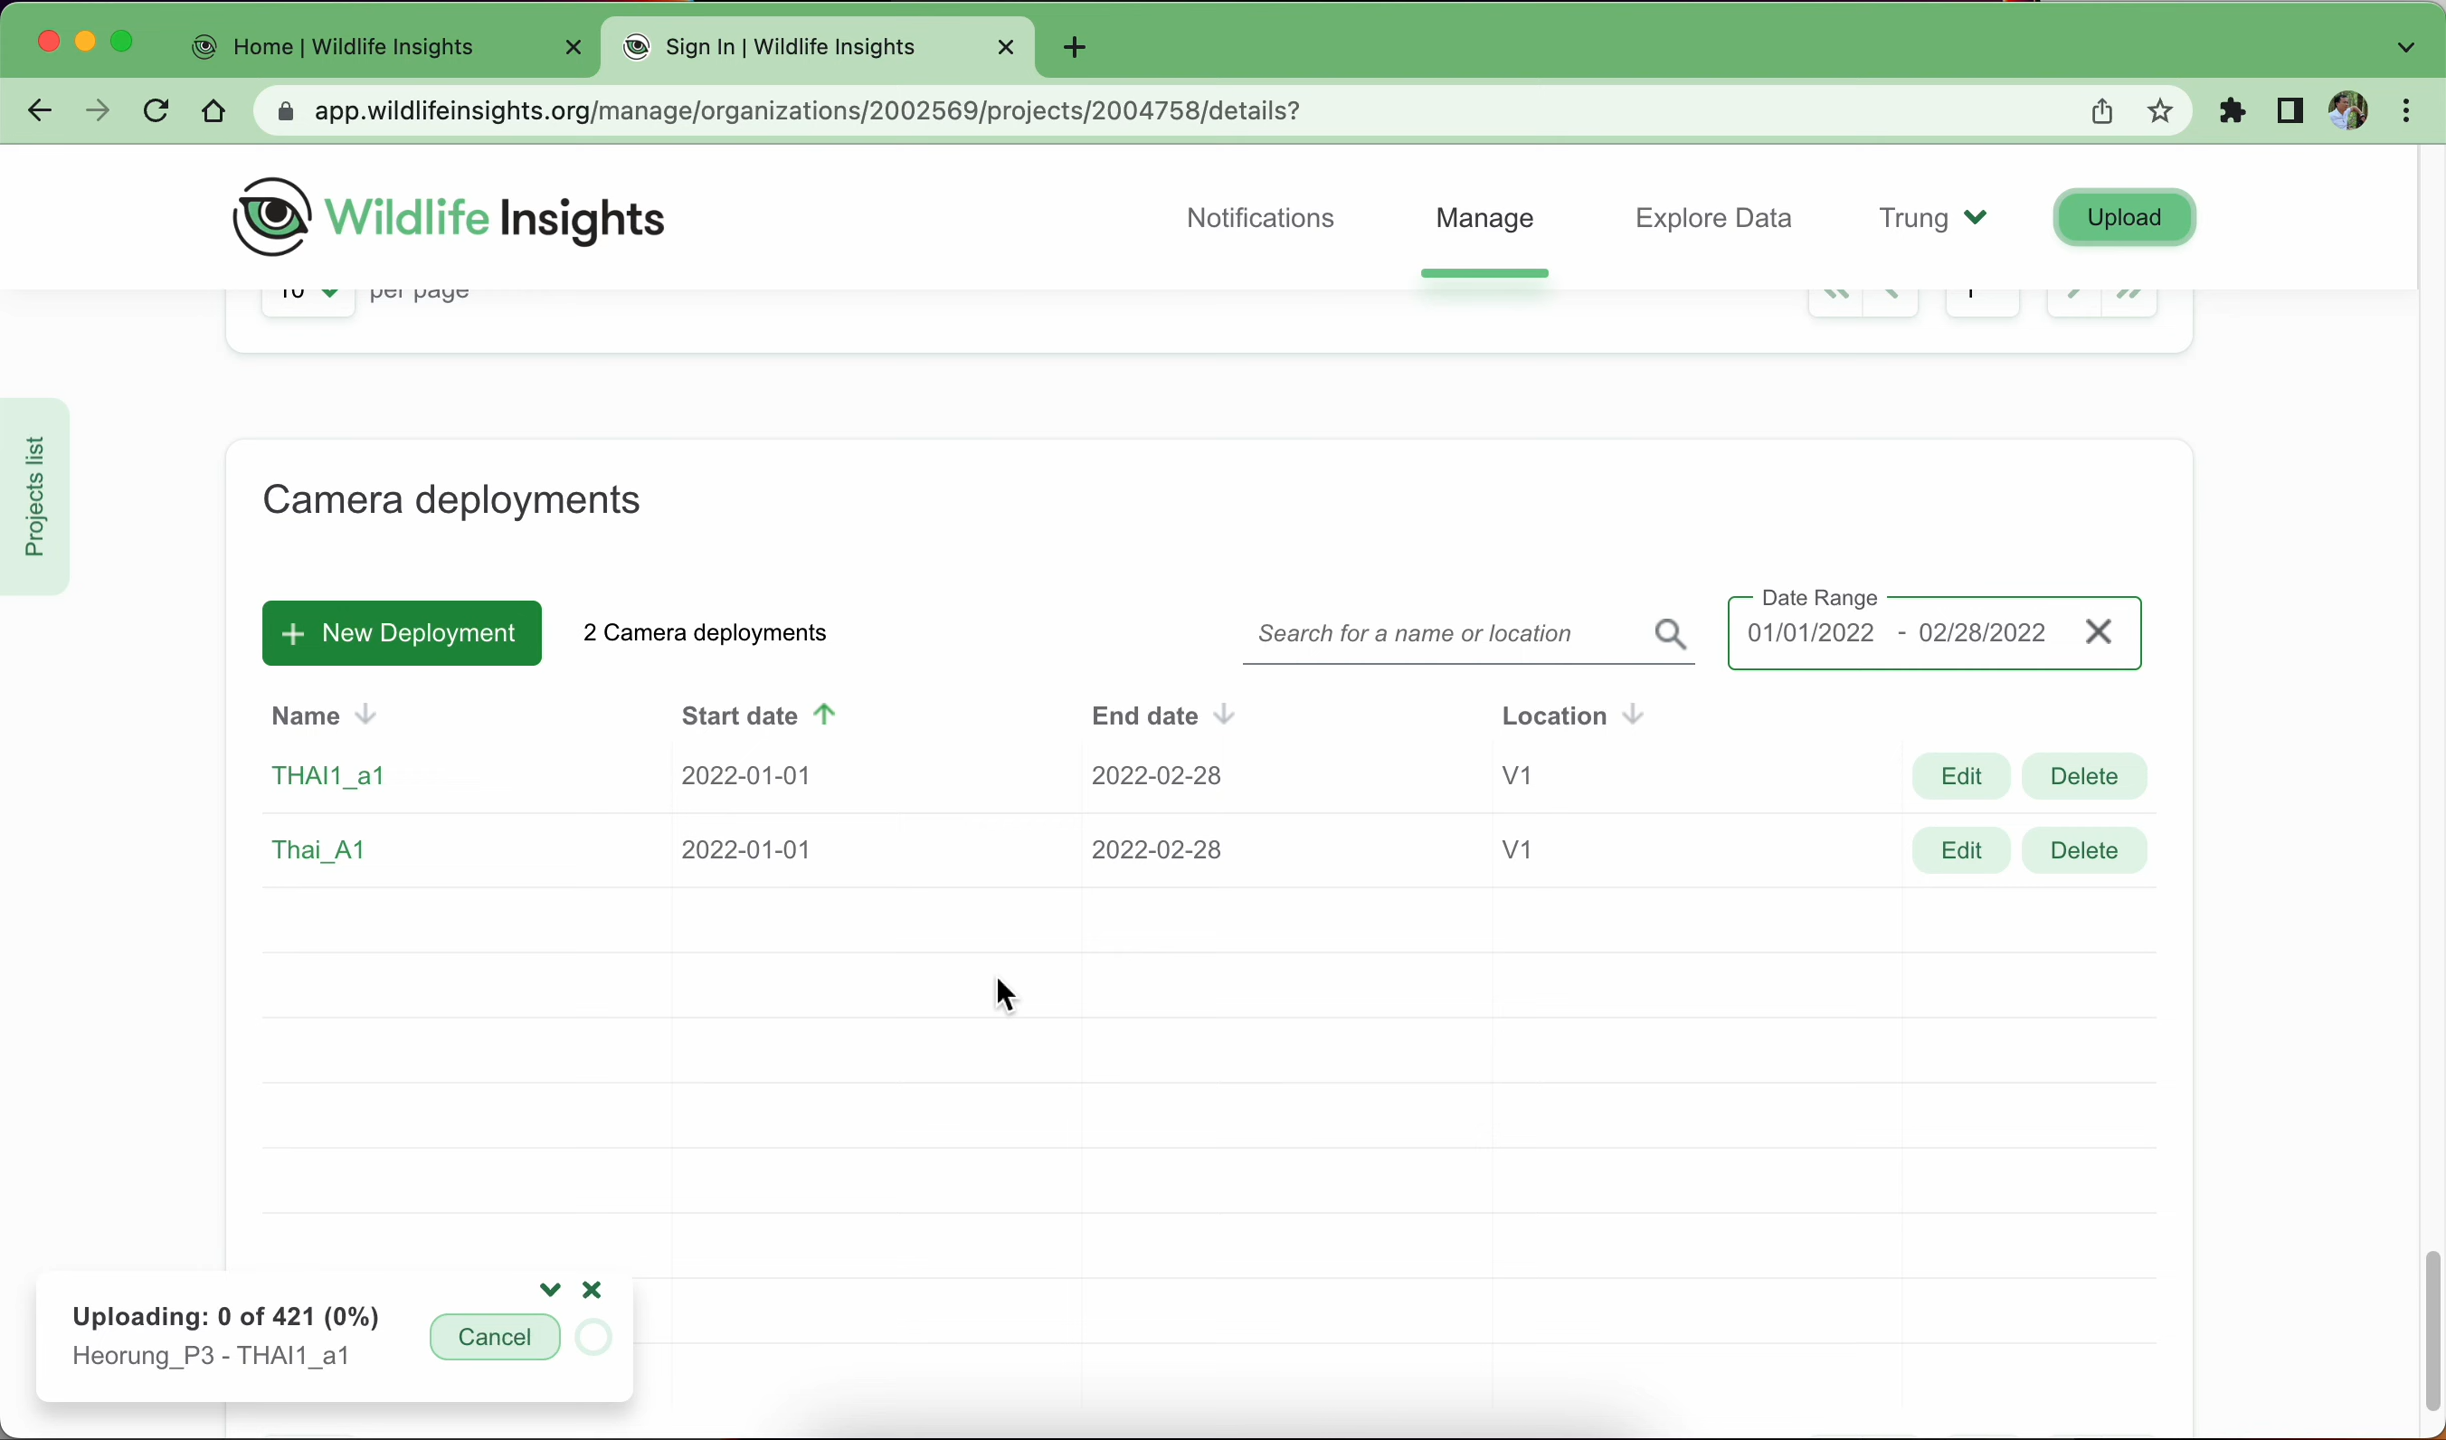 Home | Wildlife Insights
Sign In | Wildlife Insights
app.wildlifeinsights.org/manage/organizations/2002569/projects/2004758/details?
Wildlife Insights
Notifications
Manage
Explore Data
Trung
Upload
10 per page
1
Projects list
Camera deployments
+ New Deployment
2 Camera deployments
Search for a name or location
Date Range
01/01/2022 - 02/28/2022
Name Start date End date Location
THAI1_a1 2022-01-01 2022-02-28 V1 Edit Delete
Thai_A1 2022-01-01 2022-02-28 V1 Edit Delete
Uploading: 0 of 421 (0%)
Heorung_P3 - THAI1_a1
Cancel